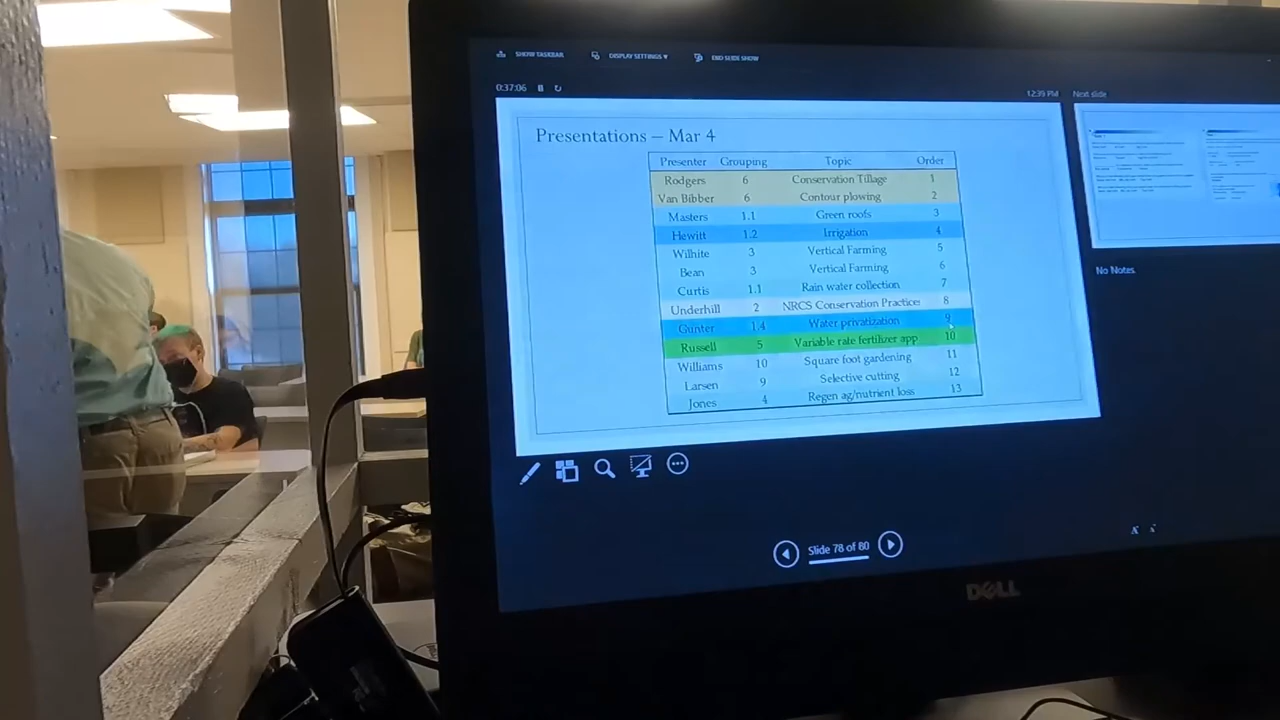 SHOW TASKBAR DISPLAY SETTINGS ▾ END SLIDE SHOW
0:37:06 12:39 PM Next slide
Presentations – Mar 4
Presenter Grouping Topic Order
Rodgers 6 Conservation Tillage 1
Van Bibber 6 Contour plowing 2
Masters 1.1 Green roofs 3
Hewitt 1.2 Irrigation 4
Wilhite 3 Vertical Farming 5
Bean 3 Vertical Farming 6
Curtis 1.1 Rain water collection 7
Underhill 2 NRCS Conservation Practice 8
Gunter 1.4 Water privatization 9
Russell 5 Variable rate fertilizer app 10
Williams 10 Square foot gardening 11
Larsen 9 Selective cutting 12
Jones 4 Regen ag/nutrient loss 13
No Notes.
Slide 78 of 80
A A
DELL